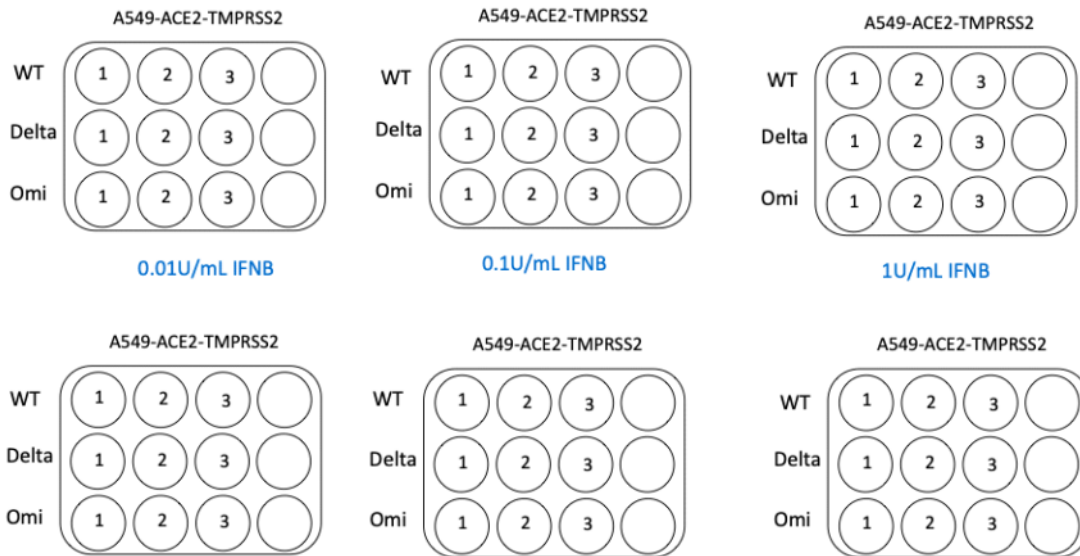 A549-ACE2-TMPRSS2
WT 1 2 3
Delta 1 2 3
Omi 1 2 3
0.01U/mL IFNB
A549-ACE2-TMPRSS2
WT 1 2 3
Delta 1 2 3
Omi 1 2 3
0.1U/mL IFNB
A549-ACE2-TMPRSS2
WT 1 2 3
Delta 1 2 3
Omi 1 2 3
1U/mL IFNB
A549-ACE2-TMPRSS2
WT 1 2 3
Delta 1 2 3
Omi 1 2 3
A549-ACE2-TMPRSS2
WT 1 2 3
Delta 1 2 3
Omi 1 2 3
A549-ACE2-TMPRSS2
WT 1 2 3
Delta 1 2 3
Omi 1 2 3